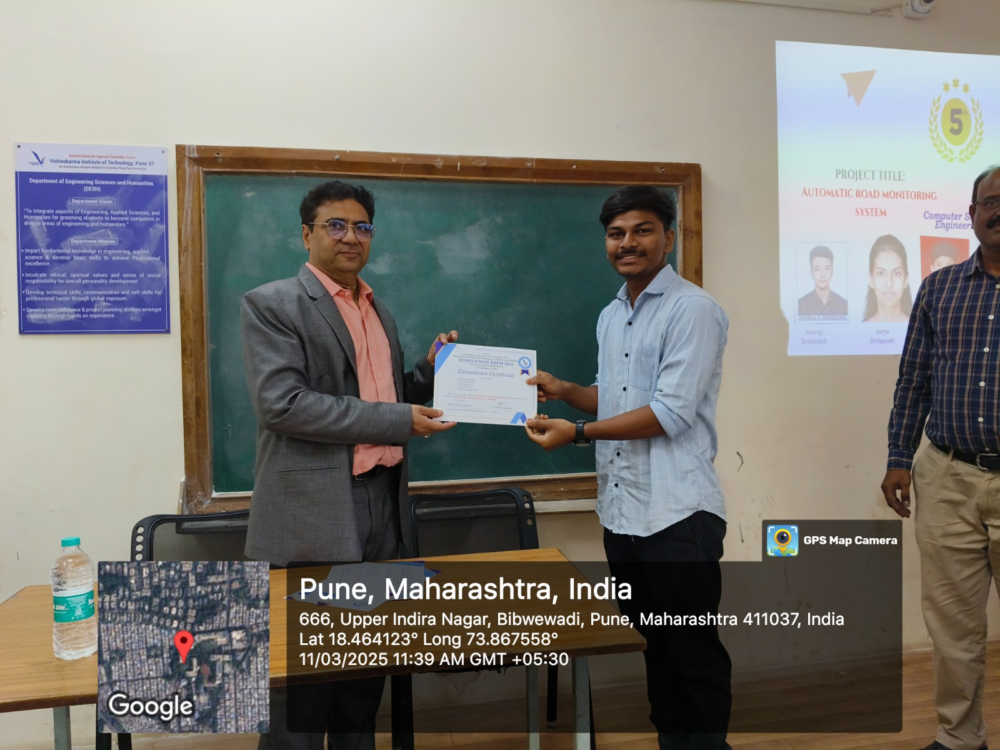 Bansilal Ramnath Agarwal Charitable Trust's
Vishwakarma Institute of Technology, Pune-37
(An Autonomous Institute Affiliated to Savitribai Phule Pune University)
Department of Engineering Sciences and Humanities
(DESH)
Department Vision
"To integrate aspects of Engineering, Applied Sciences, and
Humanities for grooming students to become competent in
diverse areas of engineering and humanities."
Department Mission
Impart fundamental knowledge in engineering, applied
science & develop basic skills to achieve Professional
excellence.
Inculcate ethical, spiritual values and sense of social
responsibility for overall personality development
Develop technical skills, communication and soft skills for
professional career through global exposure.
Develop team behaviour & project planning abilities amongst
students through hands on experience.
INNOVATION EXPO 2025
Consolation Certificate
5th
PROJECT TITLE:
AUTOMATIC ROAD MONITORING
SYSTEM
Computer
ANURAG S. DESHMUKH
Anurag
Deshmukh
Aarya
Deshpande
Able...
GPS Map Camera
Pune, Maharashtra, India
666, Upper Indira Nagar, Bibwewadi, Pune, Maharashtra 411037, India
Lat 18.464123° Long 73.867558°
11/03/2025 11:39 AM GMT +05:30
Google